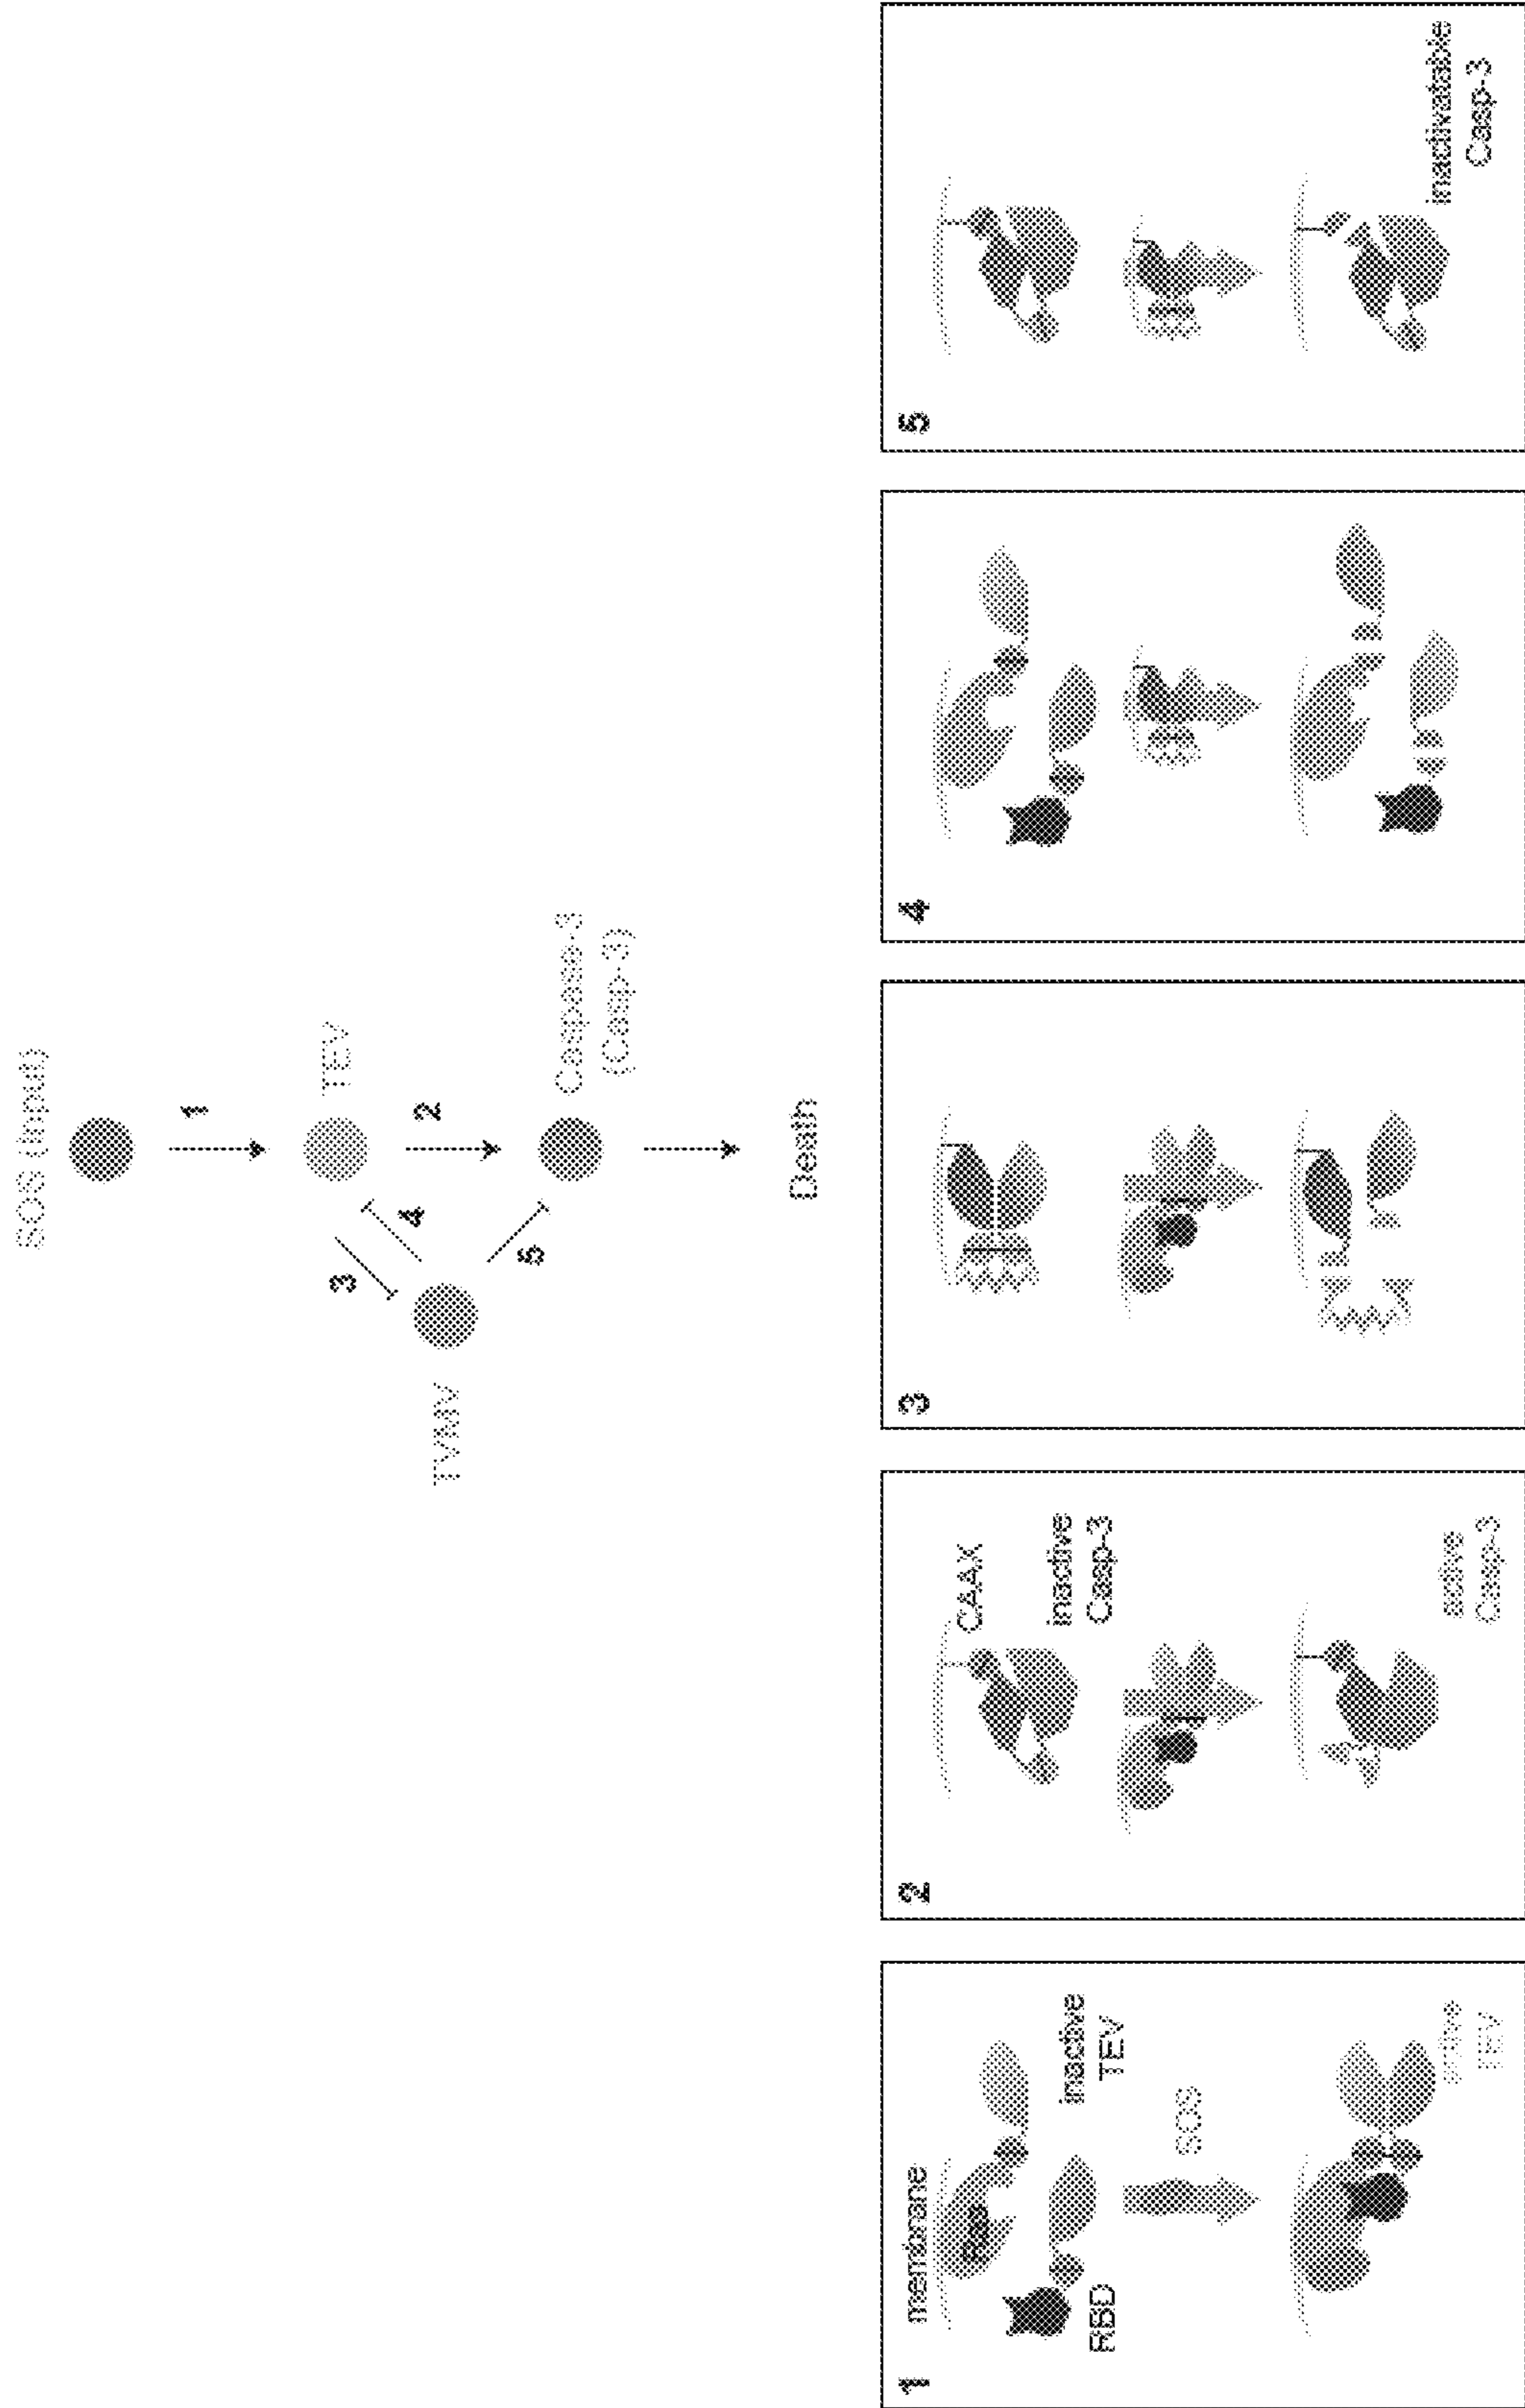 SOS (input)
1
TEV
3
4
2
TVMV
5
Caspase-3
(Casp-3)
Death
1
membrane
Ras
RBD
inactive
TEV
SOS
active
TEV
2
CAAX
inactive
Casp-3
active
Casp-3
3
4
5
inactivatable
Casp-3